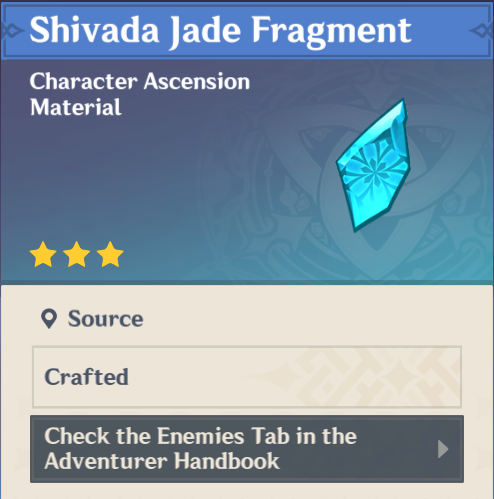 Shivada Jade Fragment
Character Ascension
Material
Source
Crafted
Check the Enemies Tab in the
Adventurer Handbook